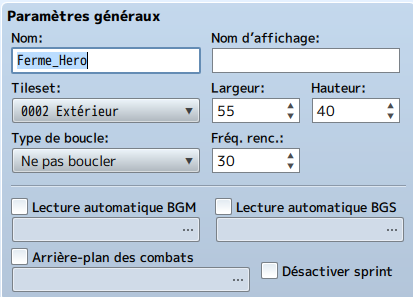 Paramètres généraux
Nom: Nom d’affichage:
Ferme_Hero
Tileset: Largeur: Hauteur:
0002 Extérieur 55 40
Type de boucle: Fréq. renc.:
Ne pas boucler 30
Lecture automatique BGM Lecture automatique BGS
... ...
Arrière-plan des combats
... Désactiver sprint